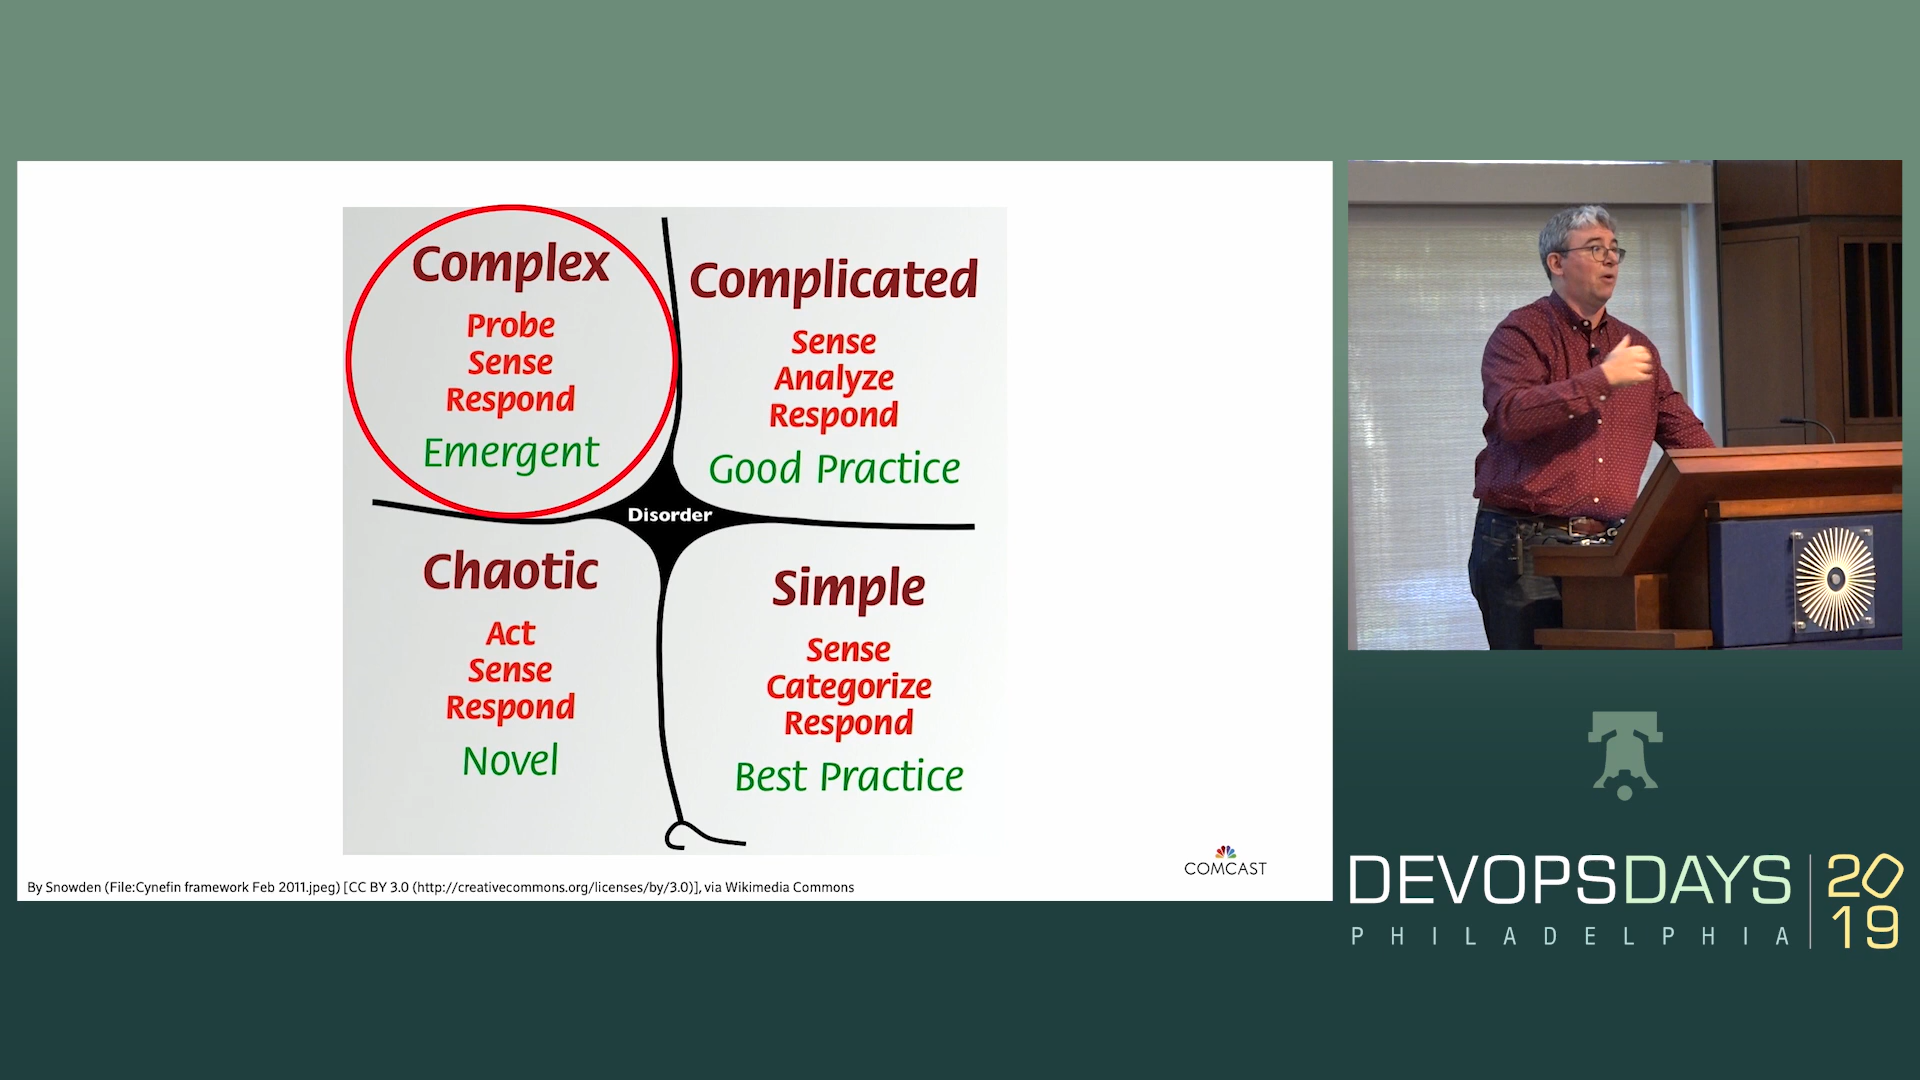 Complex
Probe
Sense
Respond
Emergent
Complicated
Sense
Analyze
Respond
Good Practice
Disorder
Chaotic
Act
Sense
Respond
Novel
Simple
Sense
Categorize
Respond
Best Practice
COMCAST
By Snowden (File:Cynefin framework Feb 2011.jpeg) [CC BY 3.0 (http://creativecommons.org/licenses/by/3.0)], via Wikimedia Commons
DEVOPSDAYS
PHILADELPHIA
20
19